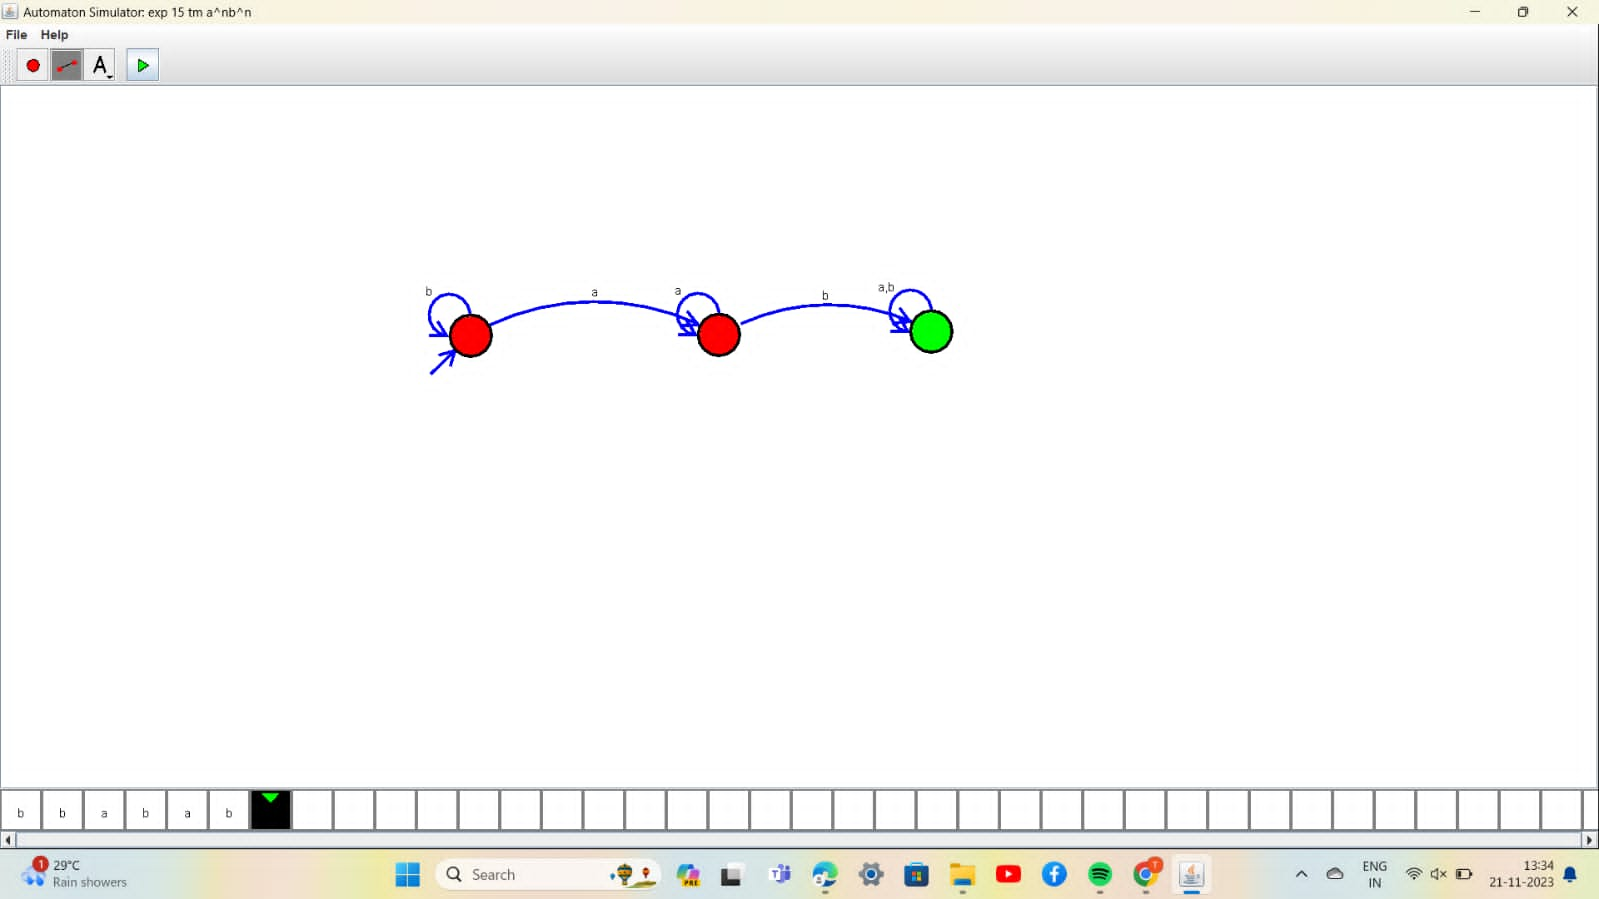 Automaton Simulator: exp 15 tm a^nb^n
File Help
A
b a a b a,b
b b a b a b
1 29°C
Rain showers
Search
PRE
T
ENG
IN
13:34
21-11-2023